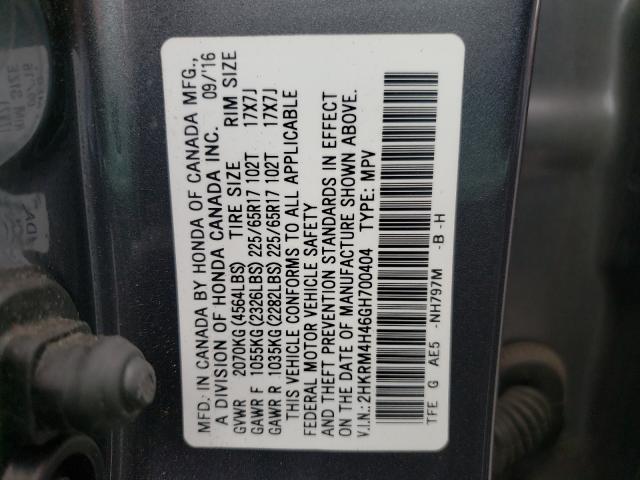 MFD. IN CANADA BY HONDA OF CANADA MFG.,
A DIVISION OF HONDA CANADA INC. 09/'16
GVWR 2070KG(4564LBS) TIRE SIZE RIM SIZE
GAWR F 1055KG(2326LBS) 225/65R17 102T 17X7J
GAWR R 1035KG(2282LBS) 225/65R17 102T 17X7J
THIS VEHICLE CONFORMS TO ALL APPLICABLE
FEDERAL MOTOR VEHICLE SAFETY
AND THEFT PREVENTION STANDARDS IN EFFECT
ON THE DATE OF MANUFACTURE SHOWN ABOVE.
V.I.N.:2HKRM4H46GH700404 TYPE: MPV
TFE G AE5 -NH797M -B -H